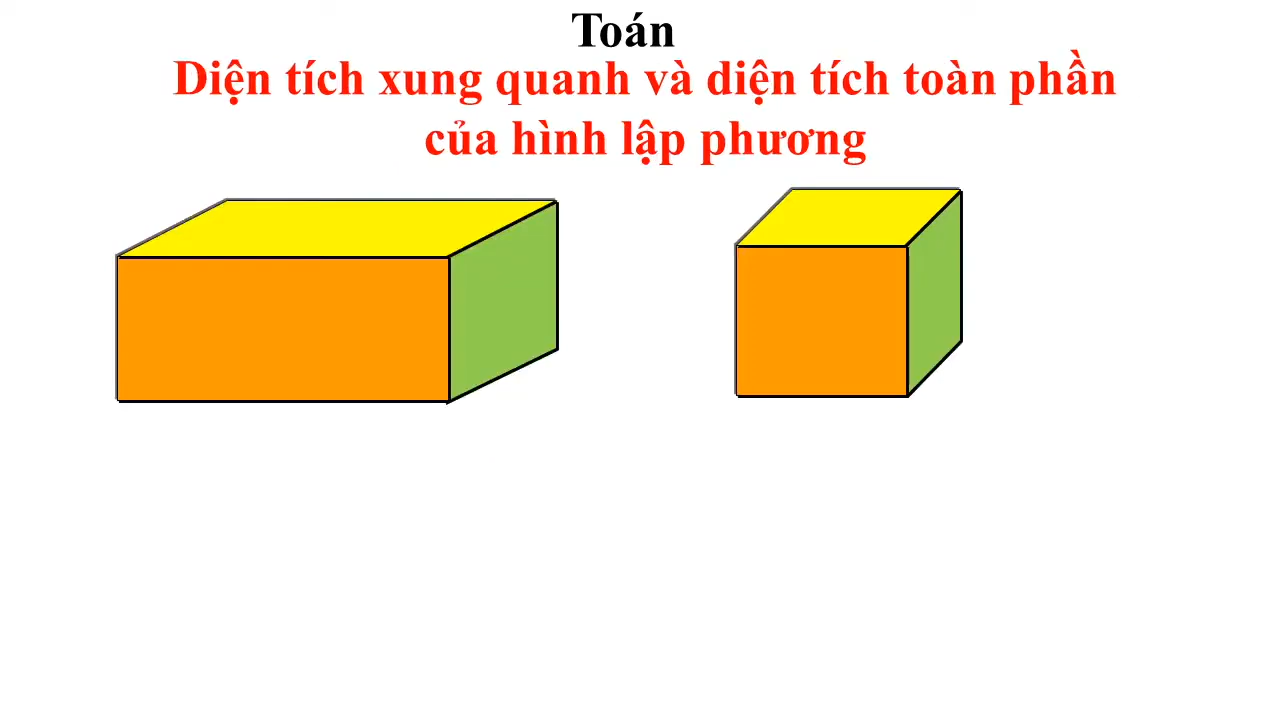 Toán
Diện tích xung quanh và diện tích toàn phần
của hình lập phương